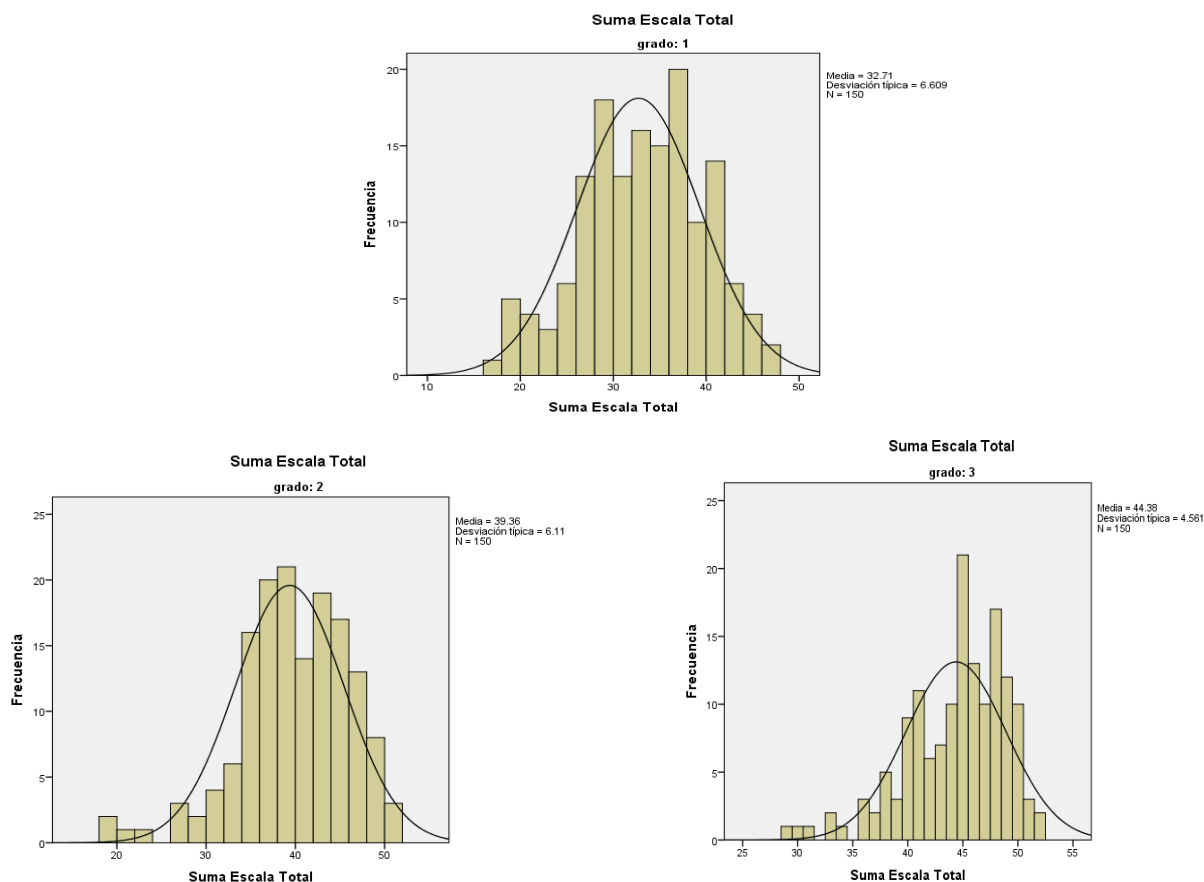 Suma Escala Total
grado: 1
Media = 32.71
Desviación típica = 6.609
N = 150
Frecuencia
20
15
10
5
0
10 20 30 40 50
Suma Escala Total
Suma Escala Total
grado: 2
Media = 39.36
Desviación típica = 6.11
N = 150
Frecuencia
25
20
15
10
5
0
20 30 40 50
Suma Escala Total
Suma Escala Total
grado: 3
Media = 44.38
Desviación típica = 4.561
N = 150
Frecuencia
25
20
15
10
5
0
25 30 35 40 45 50 55
Suma Escala Total